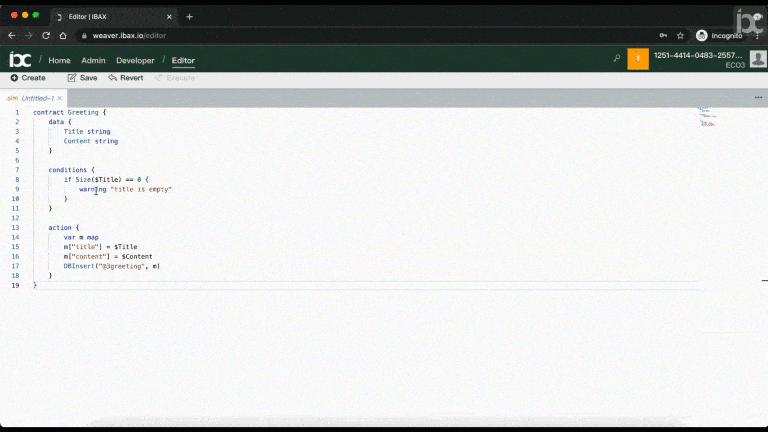 Editor | IBAX
weaver.ibax.io/editor
Incognito
ibc
Home / Admin Developer / Editor
1251-4414-0483-2557...
ECO3
Create Save Revert Execute
.sim Untitled-1
1 contract Greeting {
2 data {
3 Title string
4 Content string
5 }
6
7 conditions {
8 if Size($Title) == 0 {
9 warning "title is empty"
10 }
11 }
12
13 action {
14 var m map
15 m["title"] = $Title
16 m["content"] = $Content
17 DBInsert("@3greeting", m)
18 }
19 }